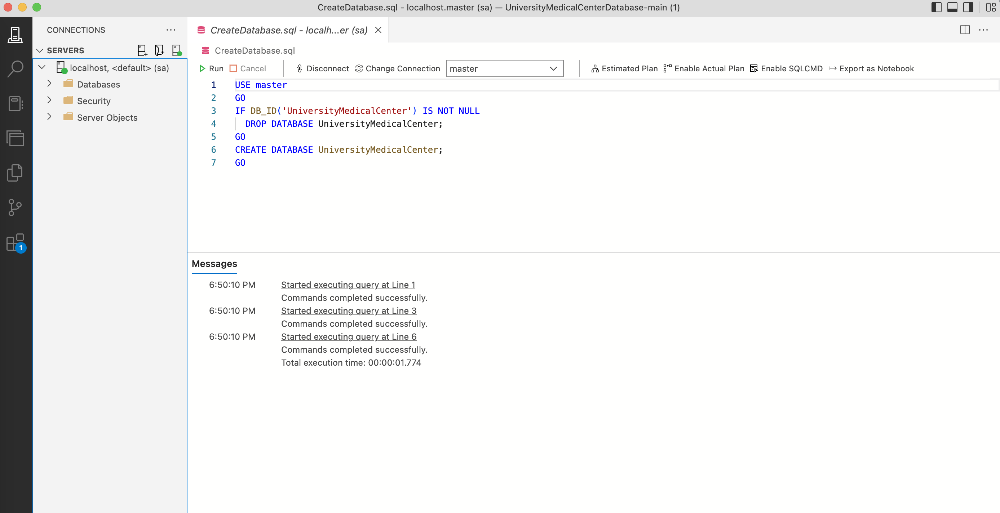 CreateDatabase.sql - localhost.master (sa) — UniversityMedicalCenterDatabase-main (1)
CONNECTIONS
SERVERS
localhost, <default> (sa)
Databases
Security
Server Objects
1
CreateDatabase.sql - localh...er (sa)
CreateDatabase.sql
Run Cancel Disconnect Change Connection master Estimated Plan Enable Actual Plan Enable SQLCMD Export as Notebook
1 USE master
2 GO
3 IF DB_ID('UniversityMedicalCenter') IS NOT NULL
4 DROP DATABASE UniversityMedicalCenter;
5 GO
6 CREATE DATABASE UniversityMedicalCenter;
7 GO
Messages
6:50:10 PM Started executing query at Line 1
Commands completed successfully.
6:50:10 PM Started executing query at Line 3
Commands completed successfully.
6:50:10 PM Started executing query at Line 6
Commands completed successfully.
Total execution time: 00:00:01.774